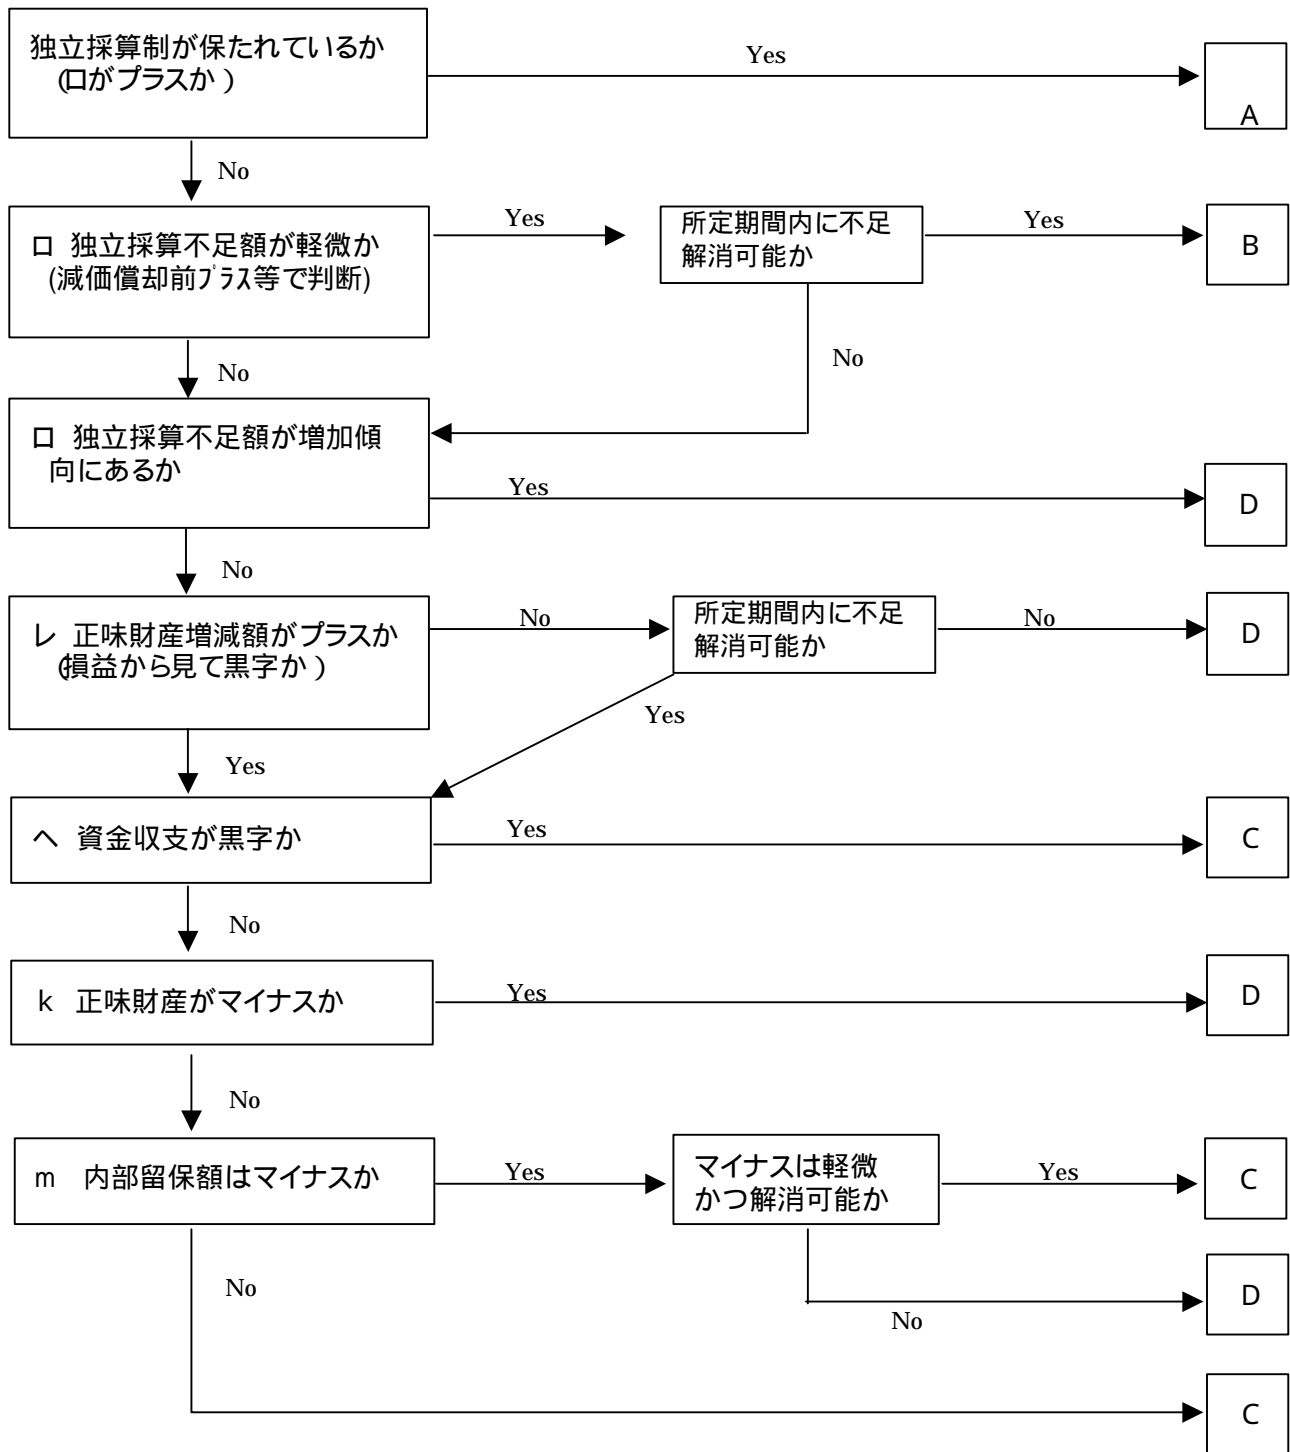 独立採算制が保たれているか
(ロがプラスか )
Yes
A
No
ロ 独立採算不足額が軽微か
(減価償却前プラス等で判断)
Yes
所定期間内に不足
解消可能か
Yes
B
No
No
ロ 独立採算不足額が増加傾
向にあるか
Yes
D
No
レ 正味財産増減額がプラスか
(損益から見て黒字か )
No
所定期間内に不足
解消可能か
No
D
Yes
Yes
ヘ 資金収支が黒字か
Yes
C
No
k 正味財産がマイナスか
Yes
D
No
m 内部留保額はマイナスか
Yes
マイナスは軽微
かつ解消可能か
Yes
C
No
No
D
C